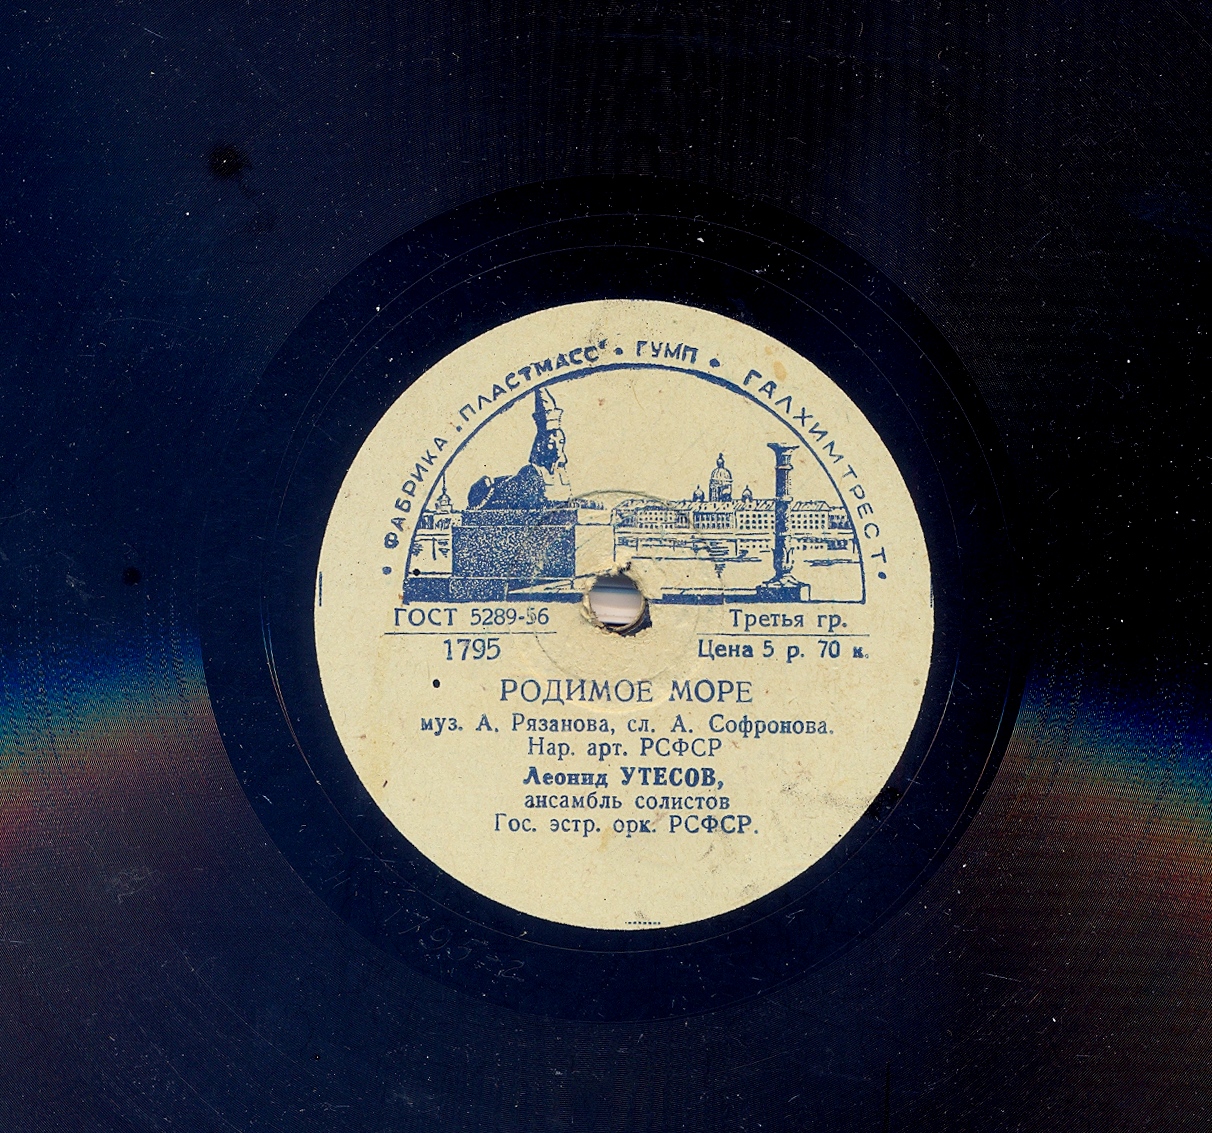 • ФАБРИКА „ПЛАСТМАСС“ • ГУМП • ГАЛХИМТРЕСТ •
ГОСТ 5289-56
1795
Третья гр.
Цена 5 р. 70 к.
РОДИМОЕ МОРЕ
муз. А. Рязанова, сл. А. Софронова.
Нар. арт. РСФСР
Леонид УТЕСОВ,
ансамбль солистов
Гос. эстр. орк. РСФСР.